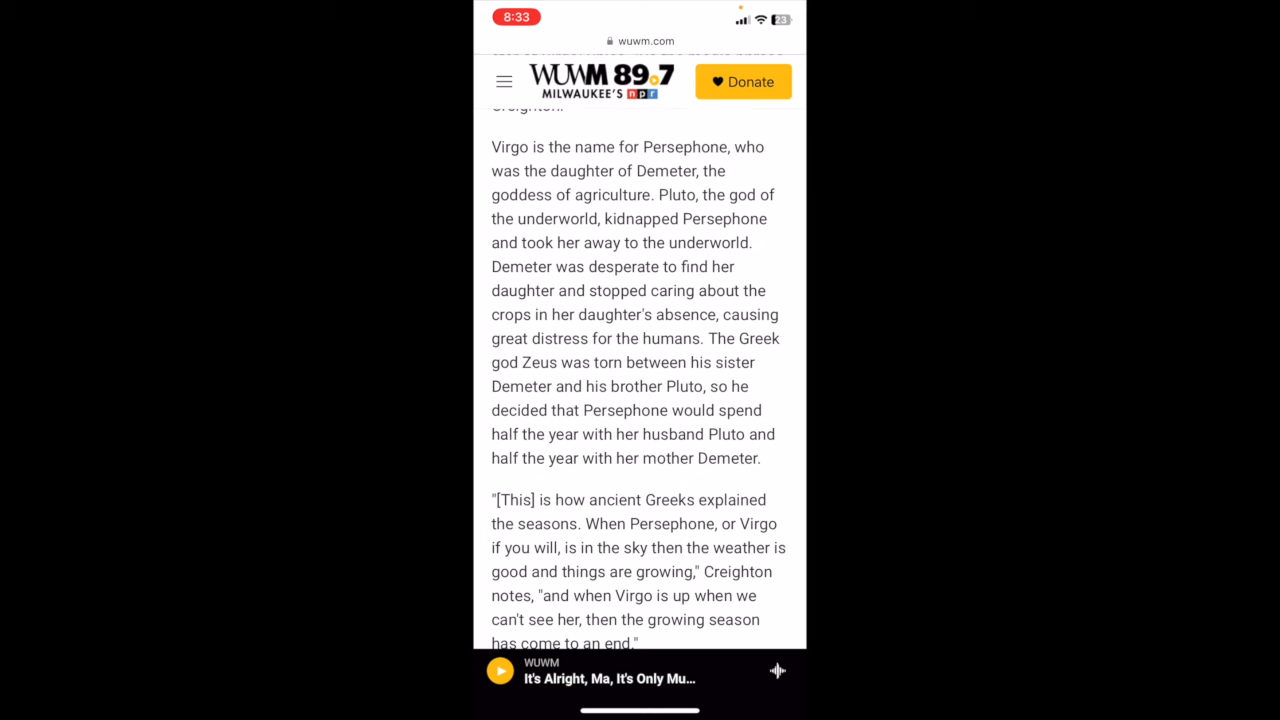 8:33
23
wuwm.com
WUWM 89.7
MILWAUKEE'S npr
Donate
Creighton.
Virgo is the name for Persephone, who
was the daughter of Demeter, the
goddess of agriculture. Pluto, the god of
the underworld, kidnapped Persephone
and took her away to the underworld.
Demeter was desperate to find her
daughter and stopped caring about the
crops in her daughter's absence, causing
great distress for the humans. The Greek
god Zeus was torn between his sister
Demeter and his brother Pluto, so he
decided that Persephone would spend
half the year with her husband Pluto and
half the year with her mother Demeter.
"[This] is how ancient Greeks explained
the seasons. When Persephone, or Virgo
if you will, is in the sky then the weather is
good and things are growing," Creighton
notes, "and when Virgo is up when we
can't see her, then the growing season
has come to an end."
WUWM
It's Alright, Ma, It's Only Mu...